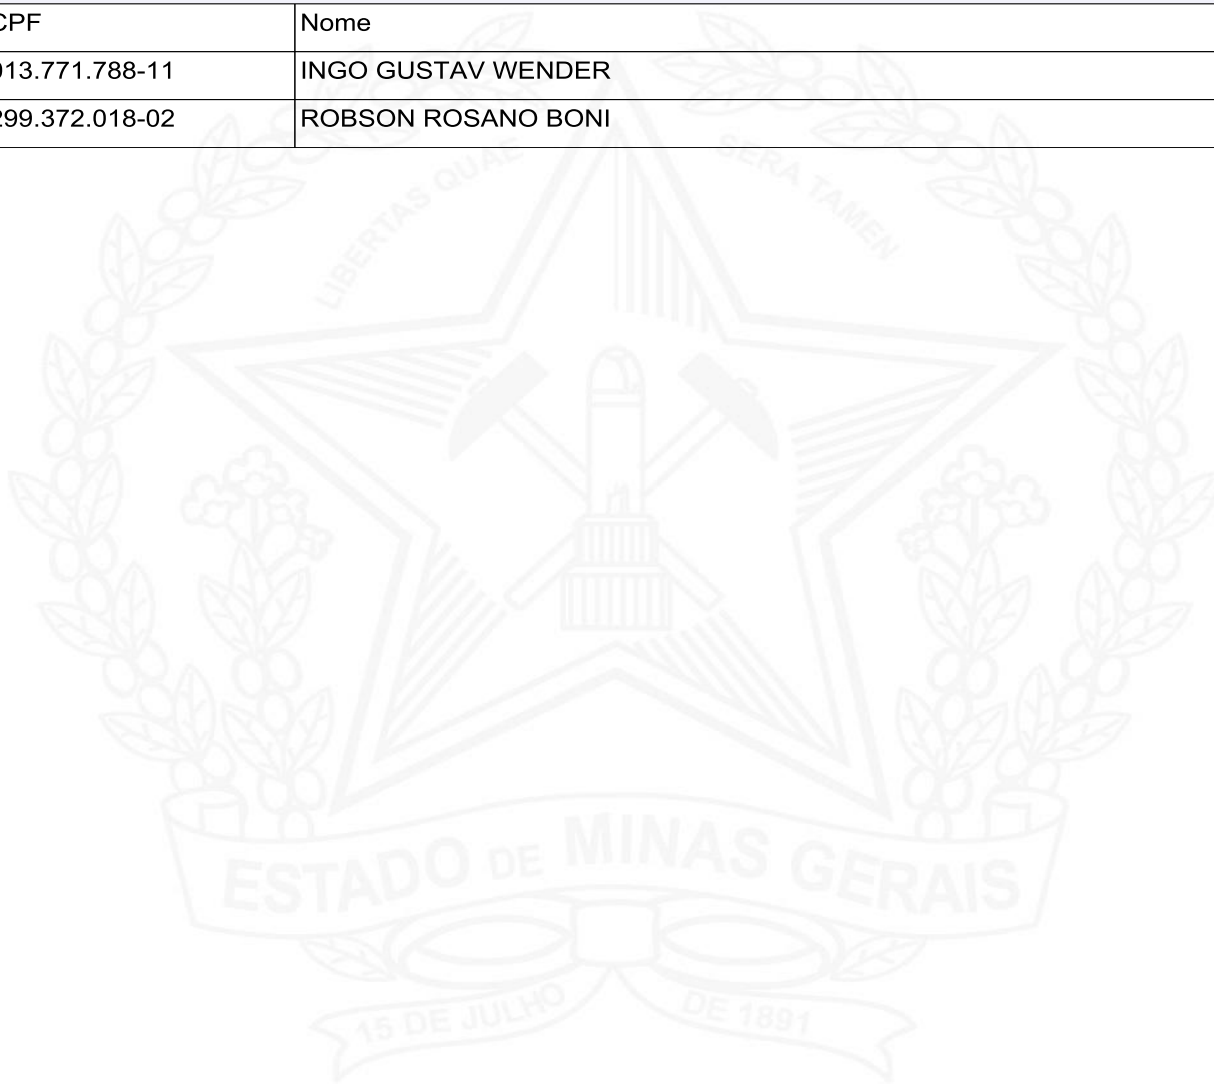 CPF Nome
013.771.788-11 INGO GUSTAV WENDER
299.372.018-02 ROBSON ROSANO BONI
LIBERTAS QUAE SERA TAMEN
ESTADO DE MINAS GERAIS
15 DE JULHO DE 1891